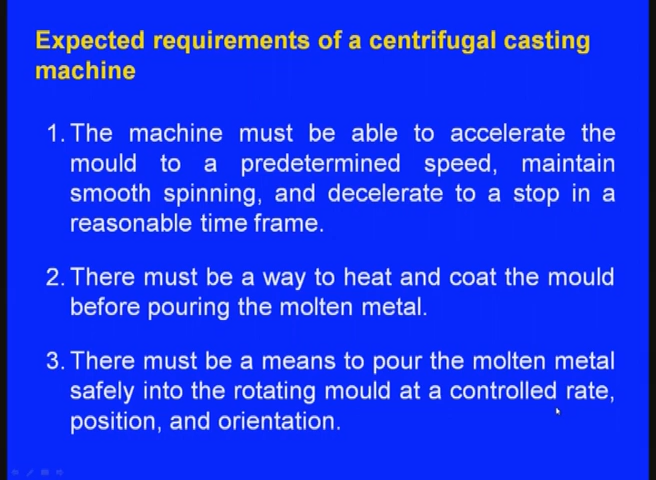 Expected requirements of a centrifugal casting
machine
1. The machine must be able to accelerate the
mould to a predetermined speed, maintain
smooth spinning, and decelerate to a stop in a
reasonable time frame.
2. There must be a way to heat and coat the mould
before pouring the molten metal.
3. There must be a means to pour the molten metal
safely into the rotating mould at a controlled rate,
position, and orientation.